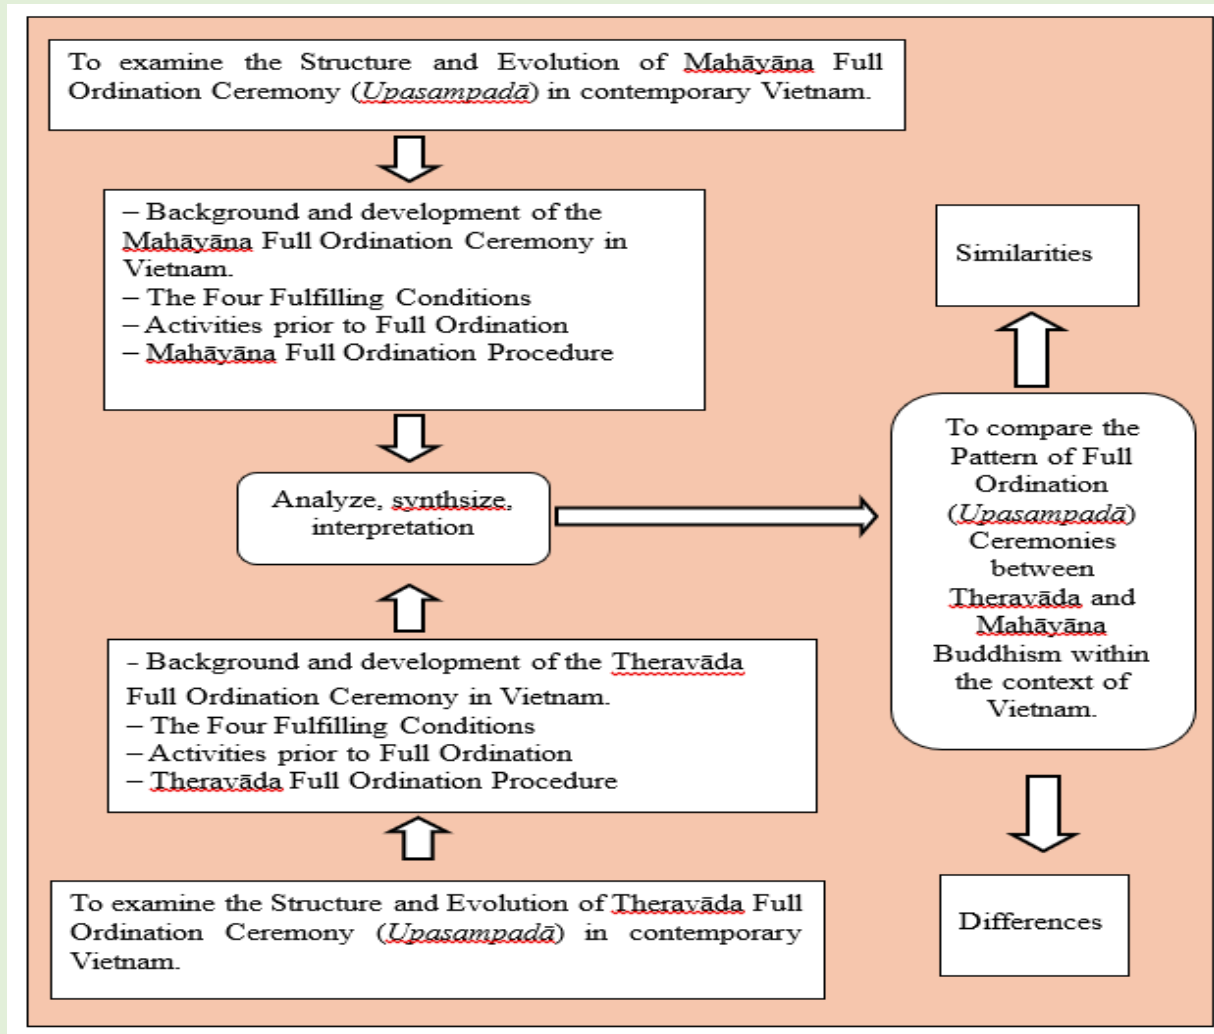 To examine the Structure and Evolution of Mahāyāna Full
Ordination Ceremony (Upasampadā) in contemporary Vietnam.
– Background and development of the
Mahāyāna Full Ordination Ceremony in
Vietnam.
– The Four Fulfilling Conditions
– Activities prior to Full Ordination
– Mahāyāna Full Ordination Procedure
Similarities
Analyze, synthsize,
interpretation
To compare the
Pattern of Full
Ordination
(Upasampadā)
Ceremonies
between
Theravāda and
Mahāyāna
Buddhism within
the context of
Vietnam.
- Background and development of the Theravāda
Full Ordination Ceremony in Vietnam.
– The Four Fulfilling Conditions
– Activities prior to Full Ordination
– Theravāda Full Ordination Procedure
To examine the Structure and Evolution of Theravāda Full
Ordination Ceremony (Upasampadā) in contemporary
Vietnam.
Differences